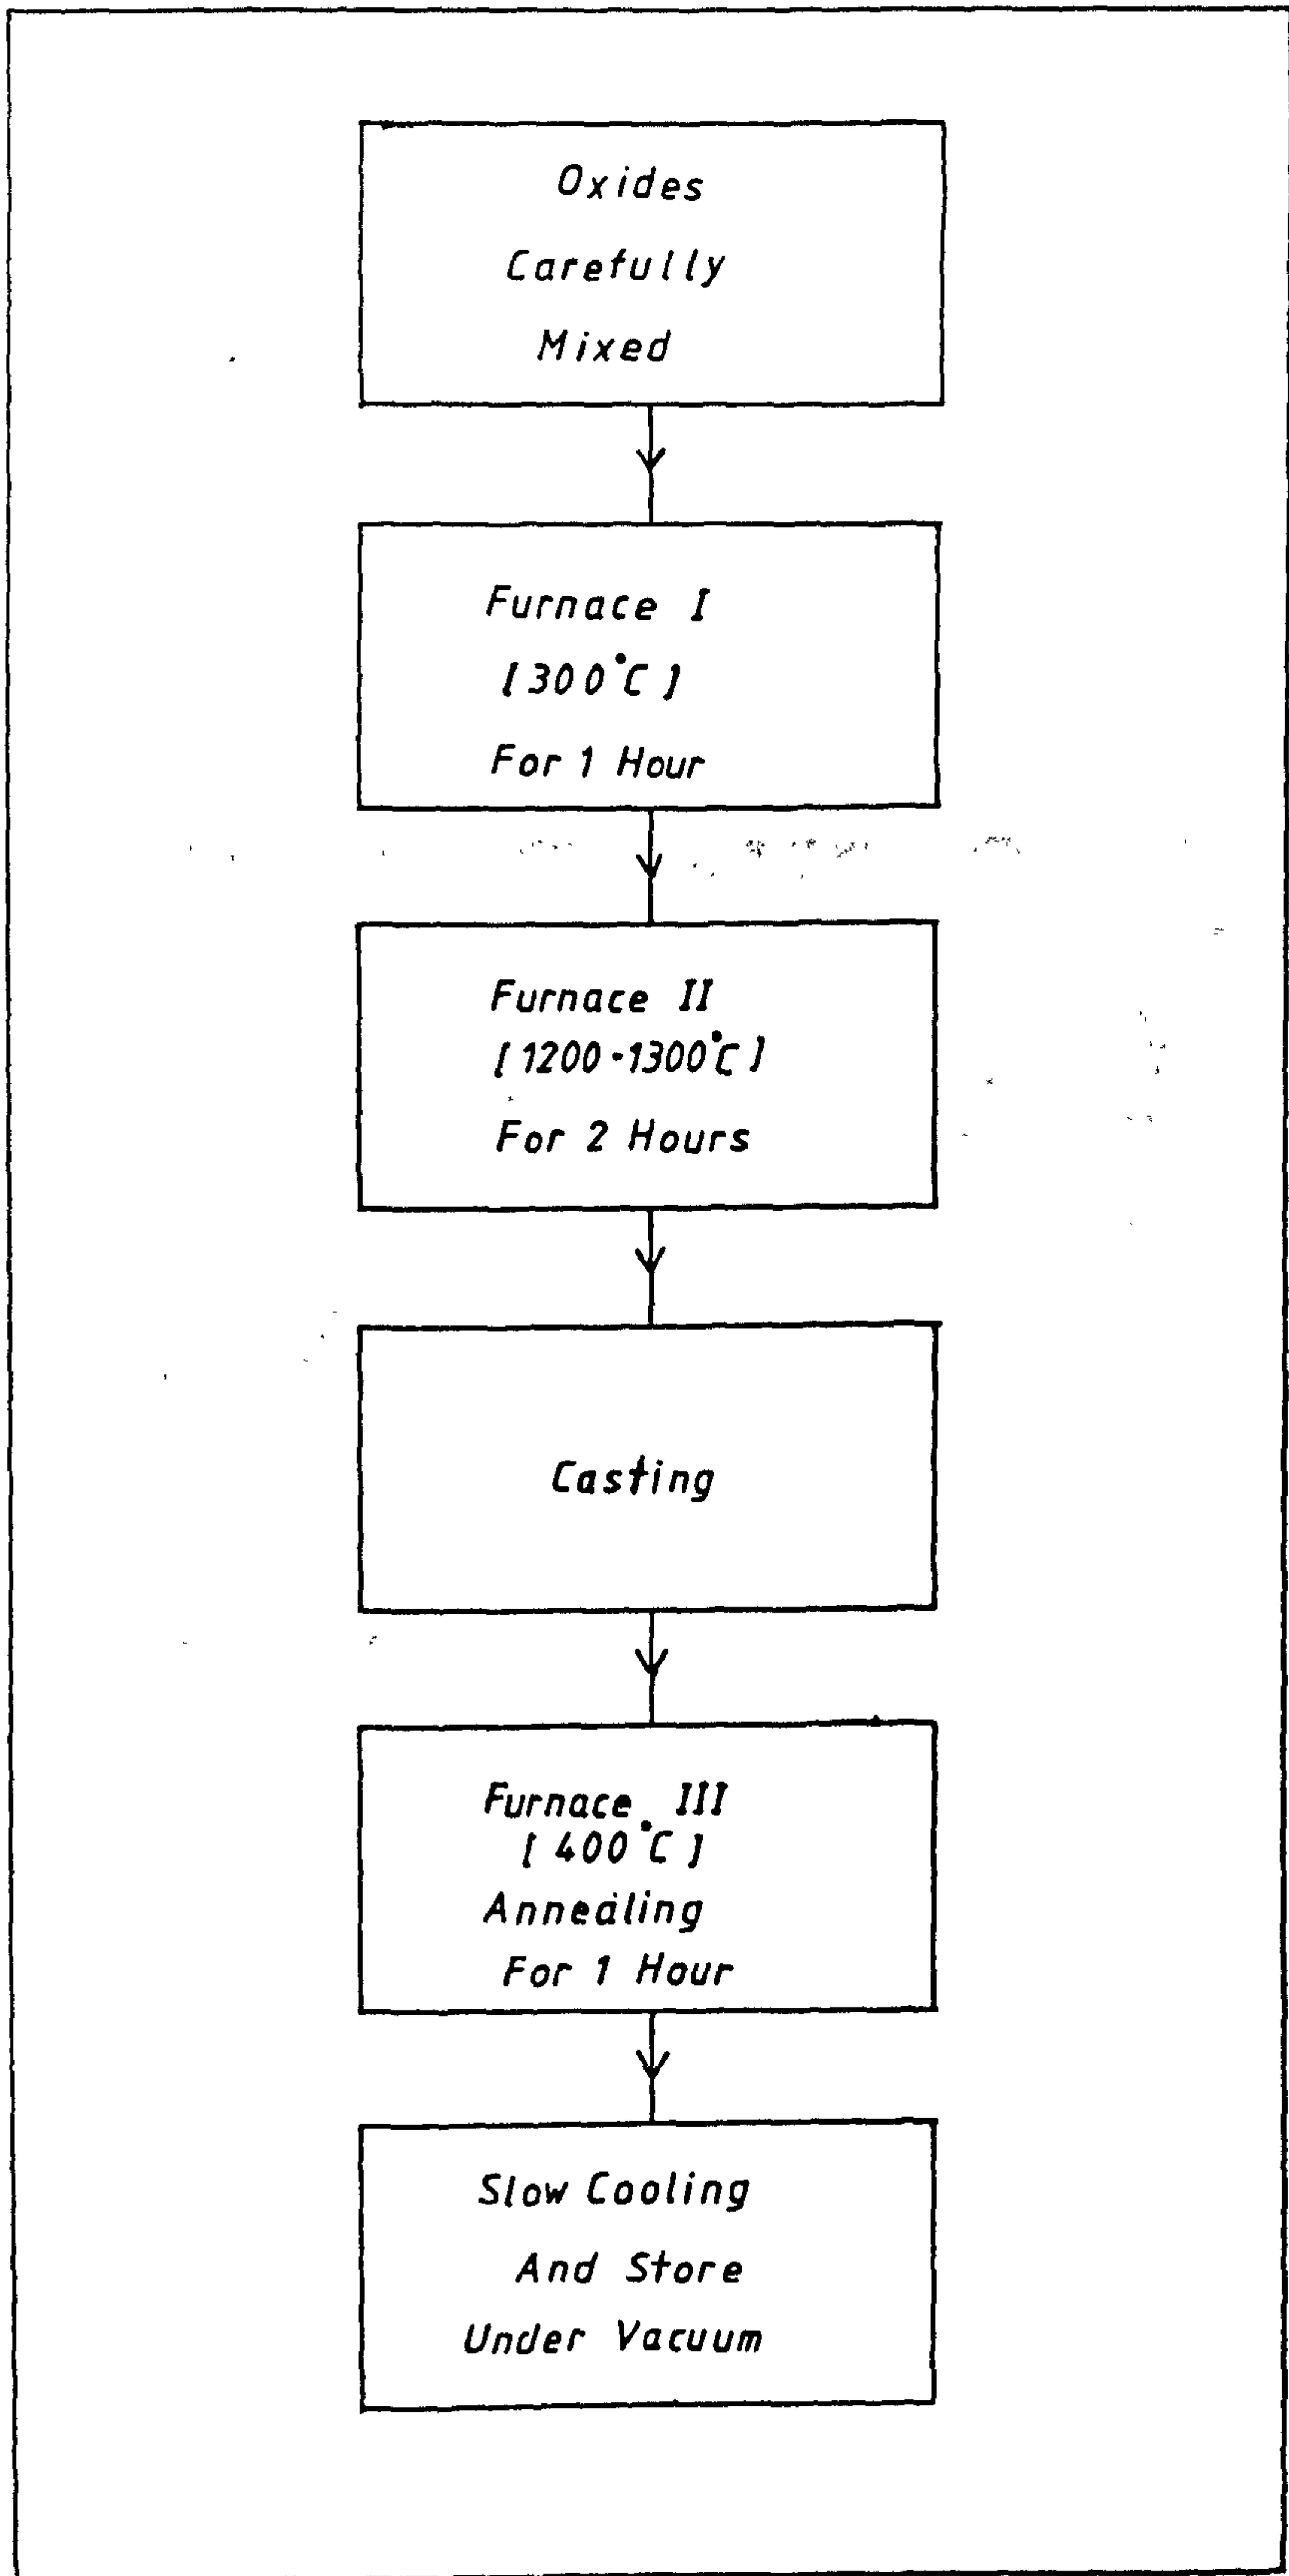 Oxides
Carefully
Mixed
Furnace I
[300°C]
For 1 Hour
Furnace II
[1200-1300°C]
For 2 Hours
Casting
Furnace III
[400°C]
Annealing
For 1 Hour
Slow Cooling
And Store
Under Vacuum